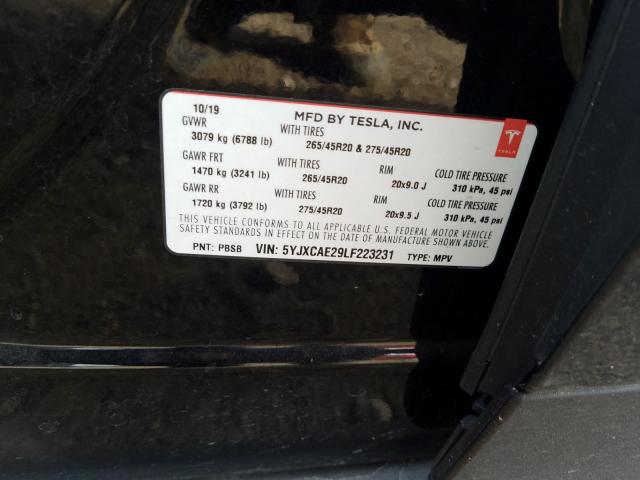 10/19 MFD BY TESLA, INC.
TESLA
GVWR WITH TIRES
3079 kg (6788 lb) 265/45R20 & 275/45R20
GAWR FRT WITH TIRES RIM COLD TIRE PRESSURE
1470 kg (3241 lb) 265/45R20 20x9.0 J 310 kPa, 45 psi
GAWR RR WITH TIRES RIM COLD TIRE PRESSURE
1720 kg (3792 lb) 275/45R20 20x9.5 J 310 kPa, 45 psi
THIS VEHICLE CONFORMS TO ALL APPLICABLE U.S. FEDERAL MOTOR VEHICLE
SAFETY STANDARDS IN EFFECT ON THE DATE OF MANUFACTURE SHOWN ABOVE.
PNT: PBSB VIN: 5YJXCAE29LF223231 TYPE: MPV